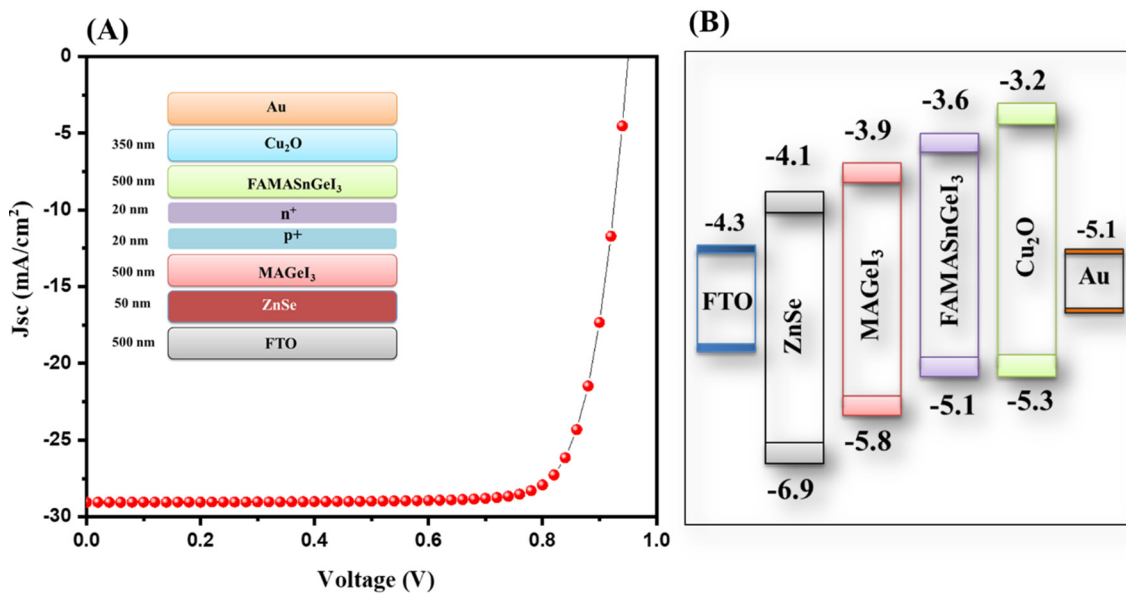 (A)
0
-5
-10
-15
-20
-25
-30
Jsc (mA/cm²)
0.0
0.2
0.4
0.6
0.8
1.0
Voltage (V)
Au
350 nm Cu₂O
500 nm FAMASnGeI₃
20 nm n⁺
20 nm p+
500 nm MAGeI₃
50 nm ZnSe
500 nm FTO
(B)
-4.3
FTO
-4.1
ZnSe
-6.9
-3.9
MAGeI₃
-5.8
-3.6
FAMASnGeI₃
-5.1
-3.2
Cu₂O
-5.3
-5.1
Au